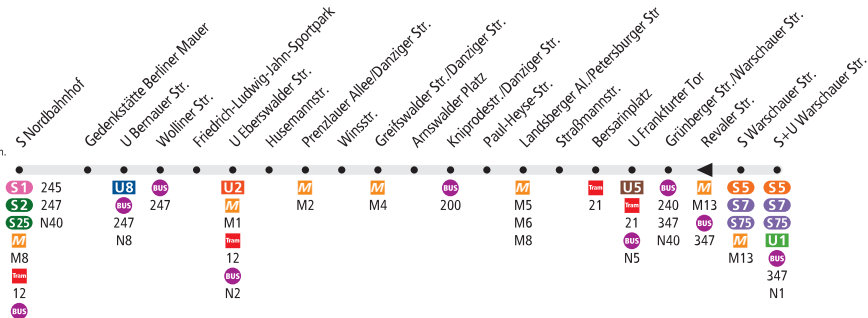 S Nordbahnhof
Gedenkstätte Berliner Mauer
U Bernauer Str.
Wolliner Str.
Friedrich-Ludwig-Jahn-Sportpark
U Eberswalder Str.
Husemannstr.
Prenzlauer Allee/Danziger Str.
Winsstr.
Greifswalder Str./Danziger Str.
Arnswalder Platz
Kniprodestr./Danziger Str.
Paul-Heyse-Str.
Landsberger Al./Petersburger Str
Straßmannstr.
Bersarinplatz
U Frankfurter Tor
Grünberger Str./Warschauer Str.
Revaler Str.
S Warschauer Str.
S+U Warschauer Str.
S1 245
S2 247
S25 N40
M
M8
Tram
12
BUS
U8
BUS
247
N8
BUS
247
U2
M
M1
Tram
12
BUS
N2
M
M2
M
M4
BUS
200
M
M5
M6
M8
Tram
21
U5
Tram
21
BUS
N5
BUS
240
347
N40
M
M13
BUS
347
S5
S7
S75
M
M13
S5
S7
S75
U1
BUS
347
N1